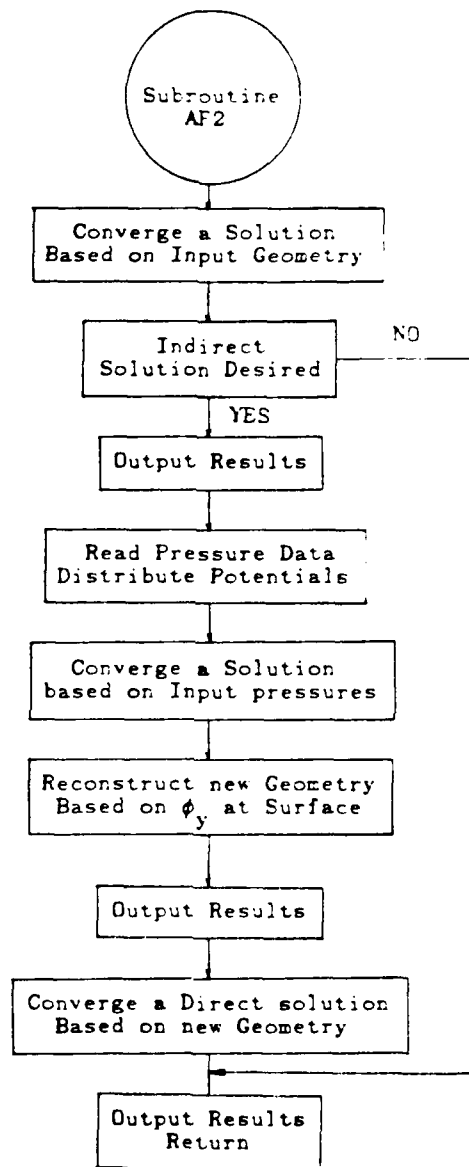 Subroutine
AF2
Converge a Solution
Based on Input Geometry
Indirect
Solution Desired
NO
YES
Output Results
Read Pressure Data
Distribute Potentials
Converge a Solution
based on Input pressures
Reconstruct new Geometry
Based on ϕy at Surface
Output Results
Converge a Direct solution
Based on new Geometry
Output Results
Return